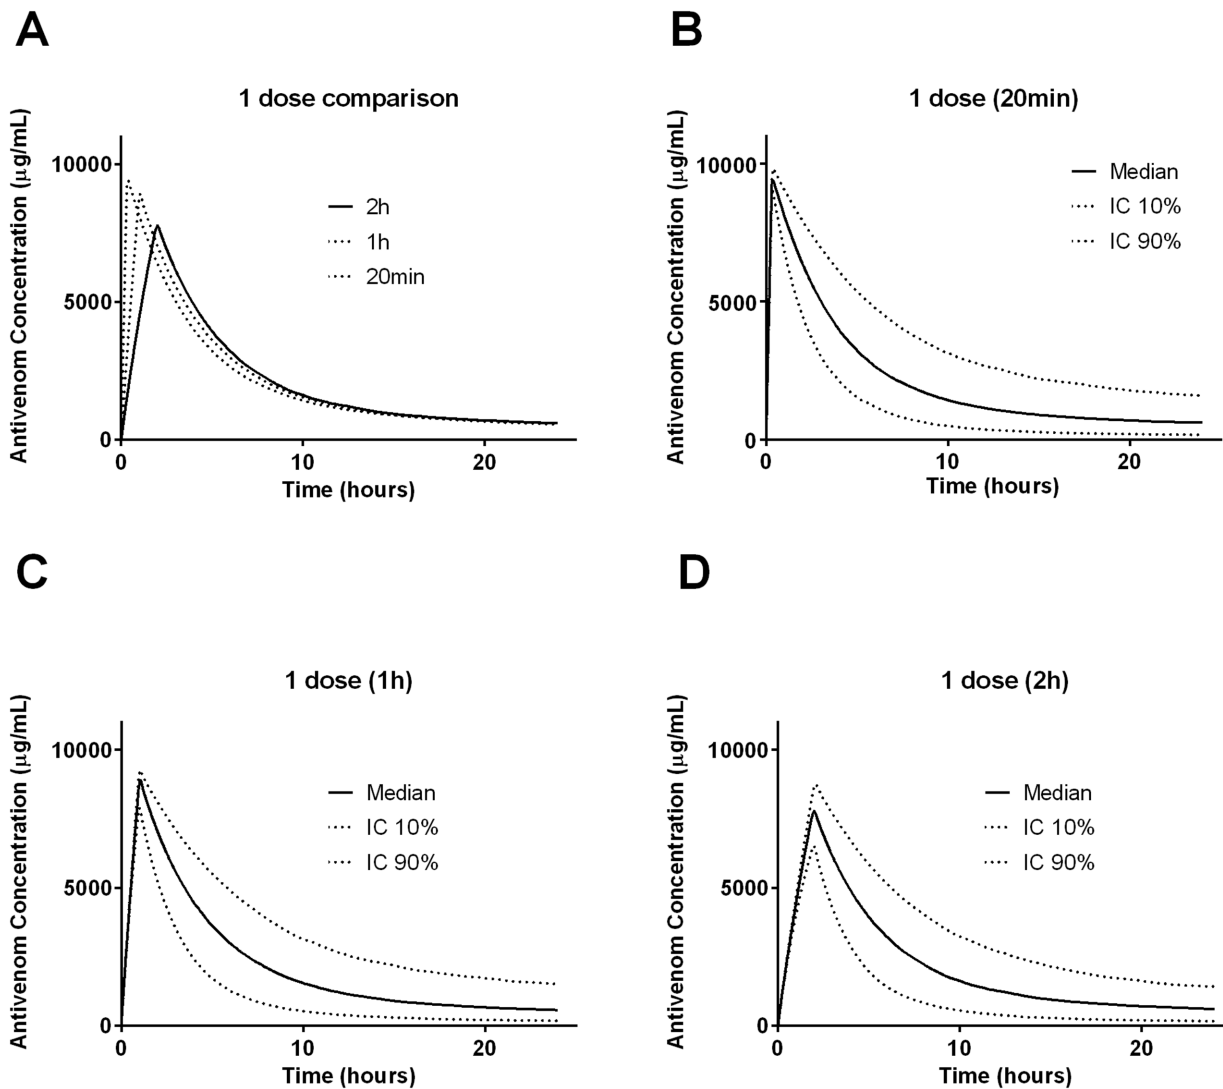 A
1 dose comparison
Antivenom Concentration (μg/mL)
10000
5000
0
2h
1h
20min
0
10
20
Time (hours)
B
1 dose (20min)
Antivenom Concentration (μg/mL)
10000
5000
0
Median
IC 10%
IC 90%
0
10
20
Time (hours)
C
1 dose (1h)
Antivenom Concentration (μg/mL)
10000
5000
0
Median
IC 10%
IC 90%
0
10
20
Time (hours)
D
1 dose (2h)
Antivenom Concentration (μg/mL)
10000
5000
0
Median
IC 10%
IC 90%
0
10
20
Time (hours)